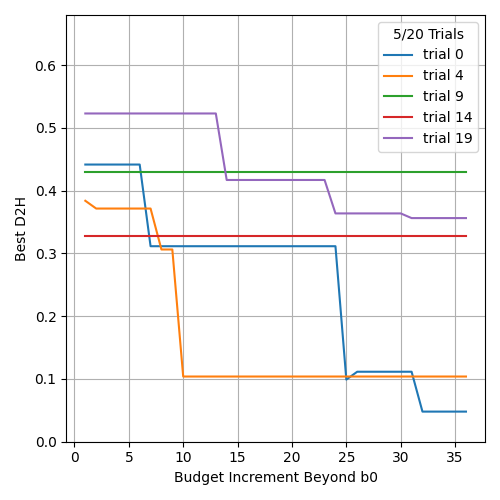 5/20 Trials
trial 0
trial 4
trial 9
trial 14
trial 19
Best D2H
0.6
0.5
0.4
0.3
0.2
0.1
0.0
0 5 10 15 20 25 30 35
Budget Increment Beyond b0